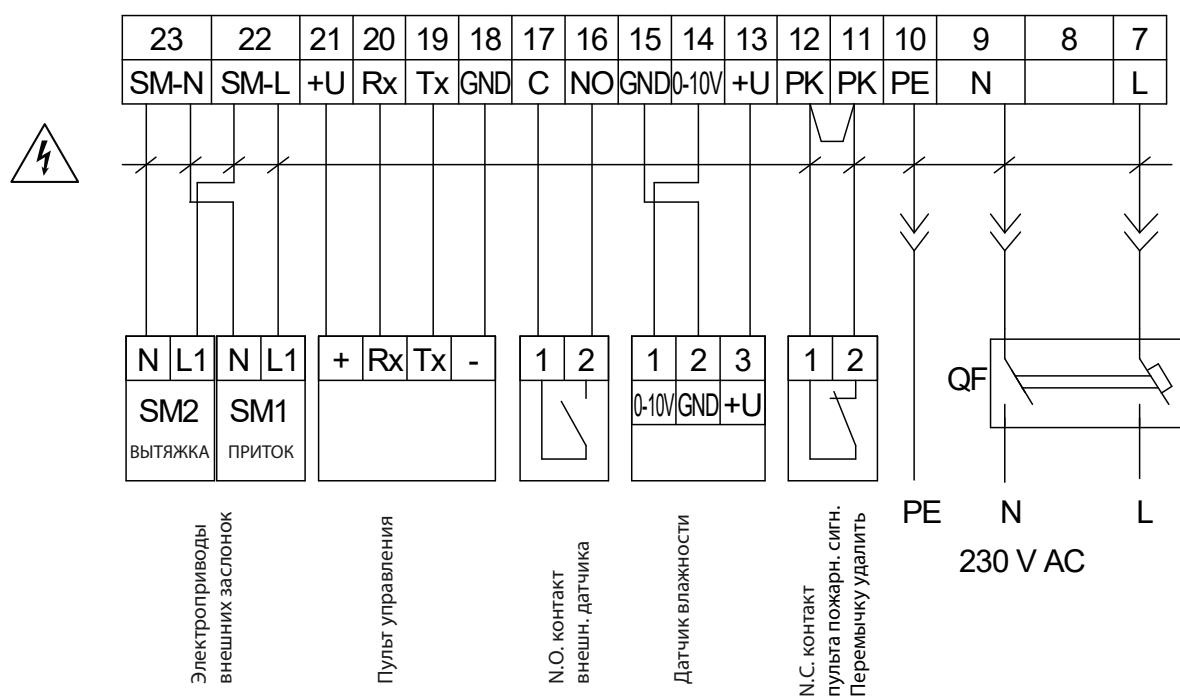 23 22 21 20 19 18 17 16 15 14 13 12 11 10 9 8 7
SM-N SM-L +U Rx Tx GND C NO GND 0-10V +U PK PK PE N L
N L1 N L1 + Rx Tx - 1 2 1 2 3 1 2
QF
SM2 SM1 0-10V GND +U
ВЫТЯЖКА ПРИТОК
PE N L
230 V AC
Электроприводы
внешних заслонок
Пульт управления
N.O. контакт
внешн. датчика
Датчик влажности
N.C. контакт
пульта пожарн. сигн.
Перемычку удалить